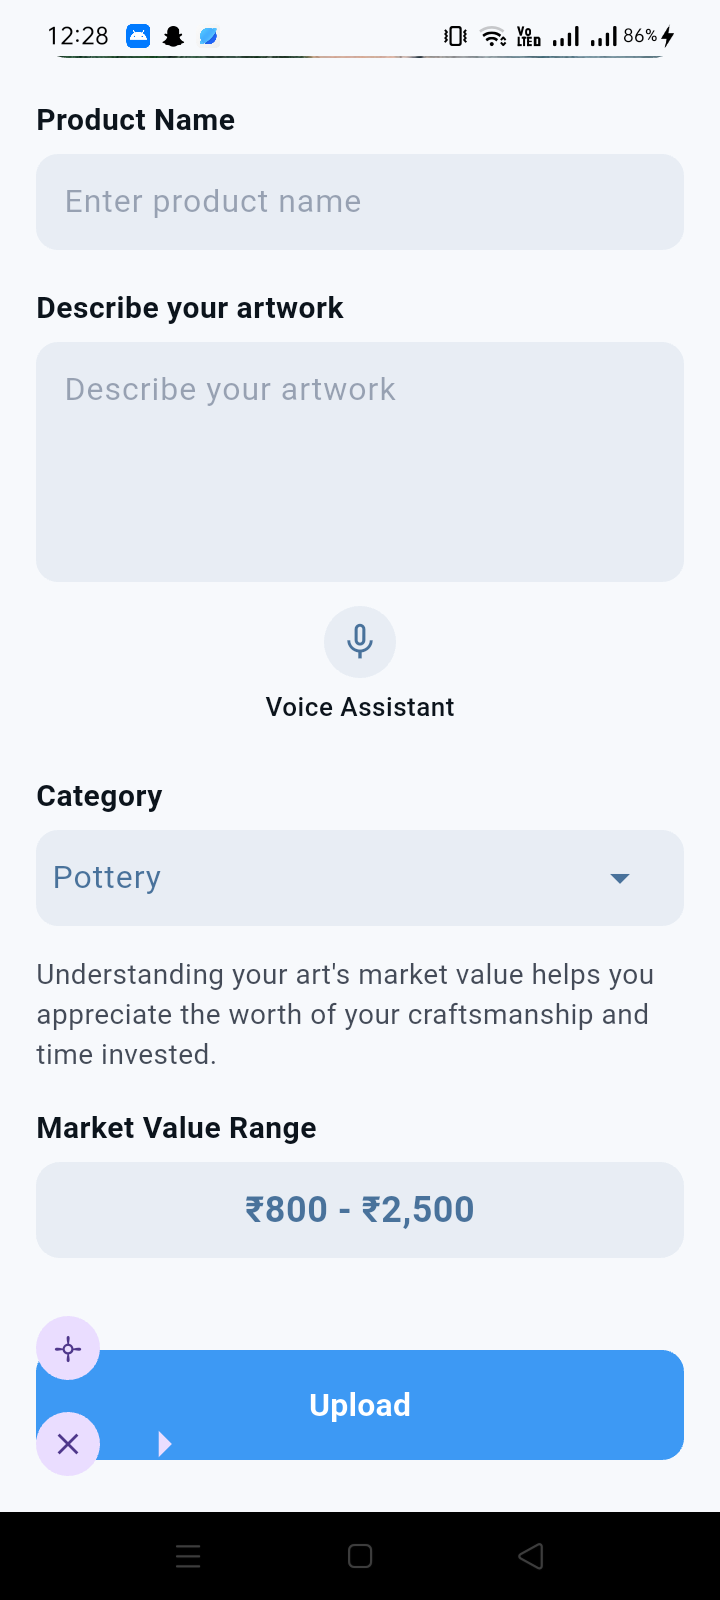 12:28
Vo LTE D 86%
Product Name
Enter product name
Describe your artwork
Describe your artwork
Voice Assistant
Category
Pottery
Understanding your art's market value helps you
appreciate the worth of your craftsmanship and
time invested.
Market Value Range
₹800 - ₹2,500
Upload